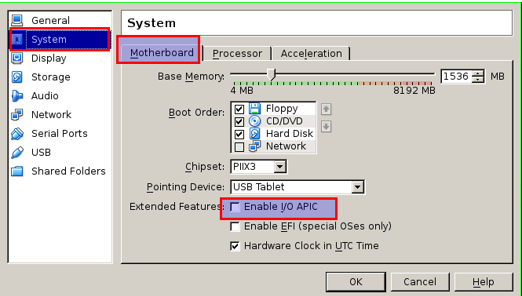 General
System
Display
Storage
Audio
Network
Serial Ports
USB
Shared Folders
System
Motherboard Processor Acceleration
Base Memory: 1536 MB
4 MB 8192 MB
Boot Order: Floppy
CD/DVD
Hard Disk
Network
Chipset: PIIX3
Pointing Device: USB Tablet
Extended Features: Enable I/O APIC
Enable EFI (special OSes only)
Hardware Clock in UTC Time
OK Cancel Help